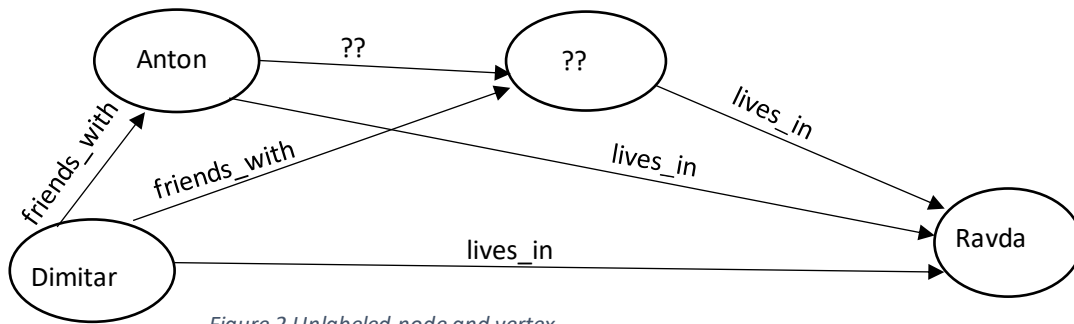 Anton
??
??
lives_in
friends_with
friends_with
lives_in
Ravda
lives_in
Dimitar
Figure 2 Unlabeled node and vertex